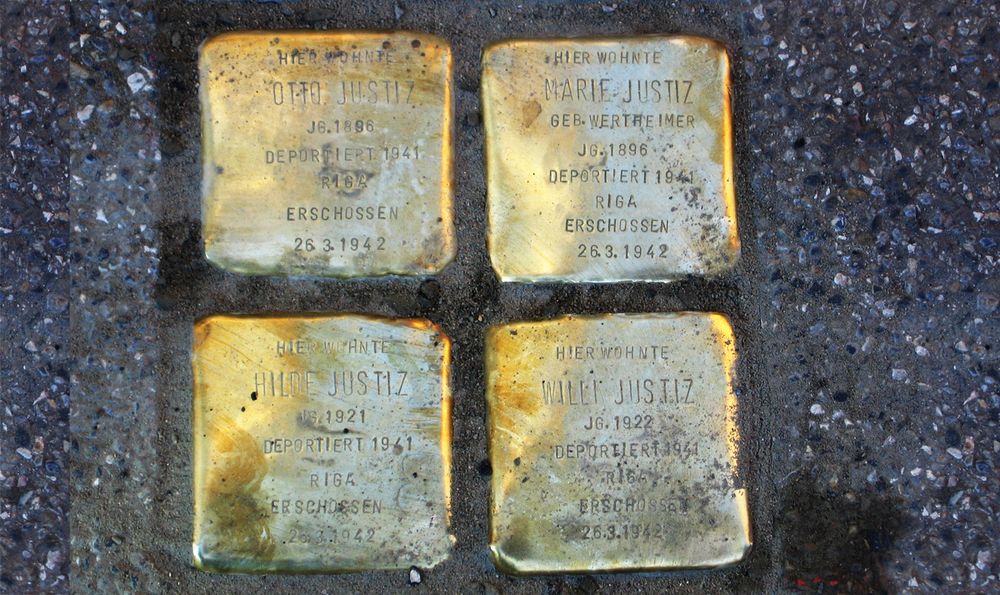 HIER WOHNTE
OTTO JUSTIZ
JG.1896
DEPORTIERT 1941
RIGA
ERSCHOSSEN
26.3.1942
HIER WOHNTE
MARIE JUSTIZ
GEB. WERTHEIMER
JG.1896
DEPORTIERT 1941
RIGA
ERSCHOSSEN
26.3.1942
HIER WOHNTE
HILDE JUSTIZ
JG.1921
DEPORTIERT 1941
RIGA
ERSCHOSSEN
26.3.1942
HIER WOHNTE
WILLI JUSTIZ
JG.1922
DEPORTIERT 1941
RIGA
ERSCHOSSEN
26.3.1942